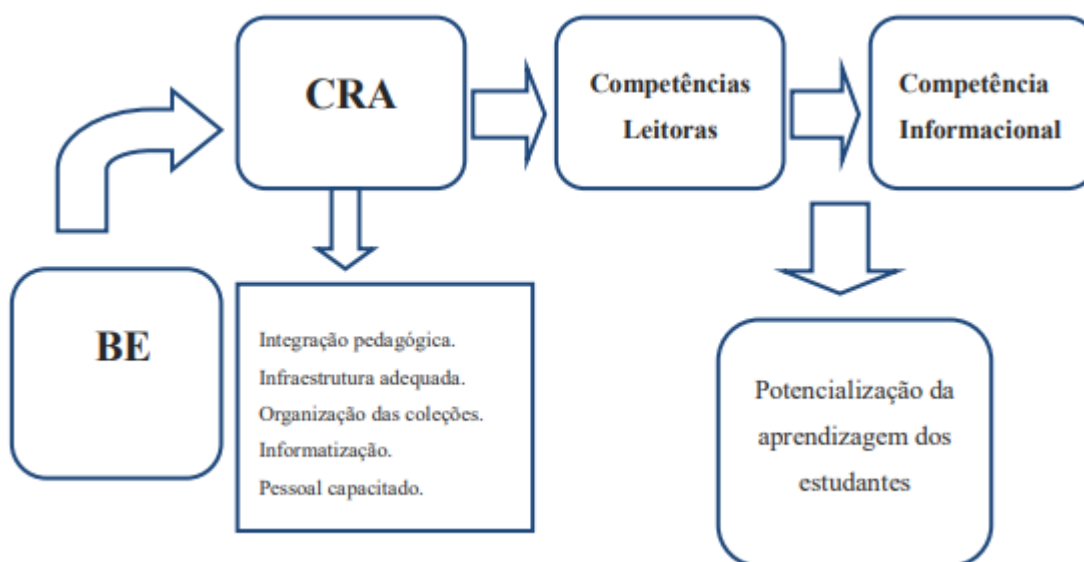 BE
CRA
Integração pedagógica.
Infraestrutura adequada.
Organização das coleções.
Informatização.
Pessoal capacitado.
Competências
Leitoras
Competência
Informacional
Potencialização da
aprendizagem dos
estudantes